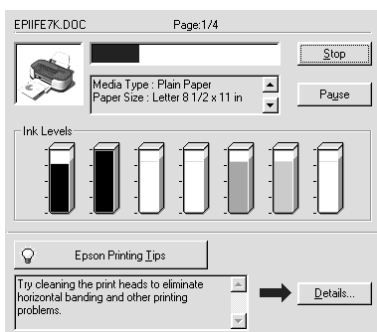 EPIIFE7K.DOC Page:1/4
Stop
Media Type : Plain Paper
Paper Size : Letter 8 1/2 x 11 in
Pause
Ink Levels
Epson Printing Tips
Try cleaning the print heads to eliminate
horizontal banding and other printing
problems.
Details...